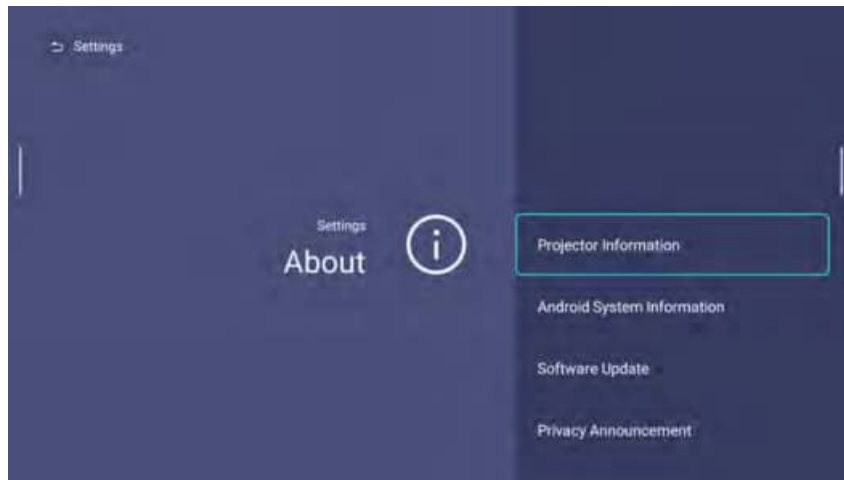 Settings
Settings
About
Projector Information
Android System Information
Software Update
Privacy Announcement